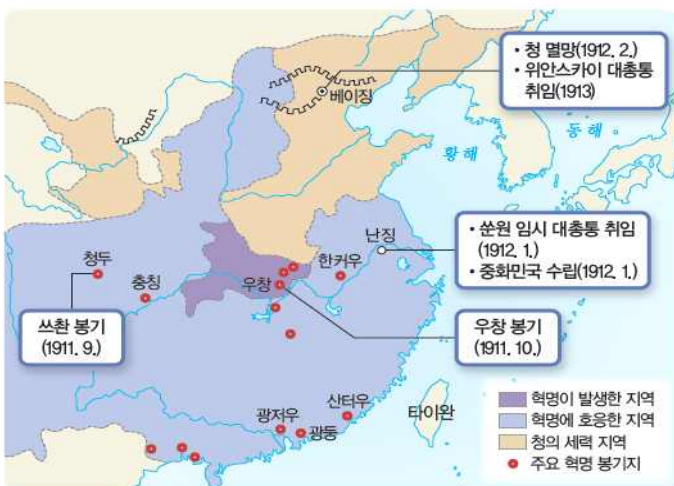 • 청 멸망(1912. 2.)
• 위안스카이 대총통
취임(1913)
베이징
동해
황해
난징
• 쑨원 임시 대총통 취임
(1912. 1.)
• 중화민국 수립(1912. 1.)
청두
충칭
한커우
우창
쓰촨 봉기
(1911. 9.)
우창 봉기
(1911. 10.)
산터우
광저우
광둥
타이완
혁명이 발생한 지역
혁명에 호응한 지역
청의 세력 지역
주요 혁명 봉기지